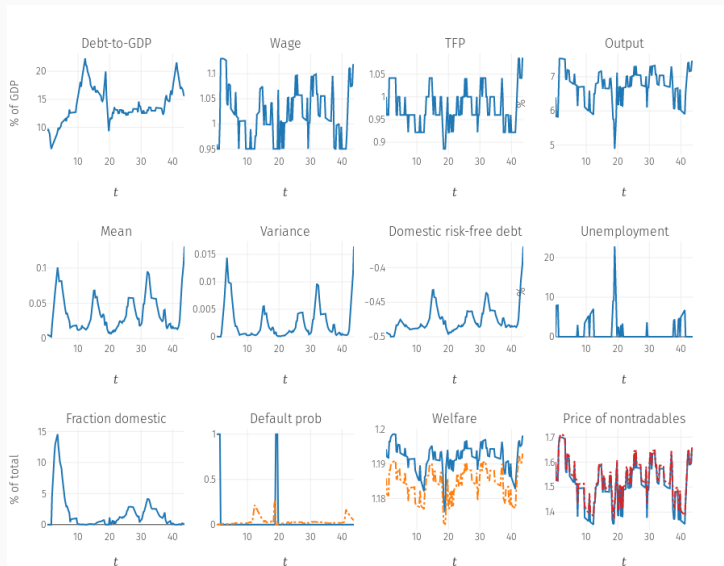 Debt-to-GDP Wage TFP Output
% of GDP
20
10
10 20 30 40
t
1.1
1.05
1
0.95
10 20 30 40
t
1.05
1
0.95
0.9
10 20 30 40
t
%
7
6
5
10 20 30 40
t
Mean Variance Domestic risk-free debt Unemployment
0.1
0.05
0
10 20 30 40
t
0.015
0.01
0.005
0
10 20 30 40
t
−0.4
−0.45
−0.5
10 20 30 40
t
%
20
10
0
10 20 30 40
t
Fraction domestic Default prob Welfare Price of nontradables
% of total
15
10
5
0
10 20 30 40
t
1
0.5
0
10 20 30 40
t
1.2
1.19
1.18
10 20 30 40
t
1.7
1.6
1.5
1.4
10 20 30 40
t